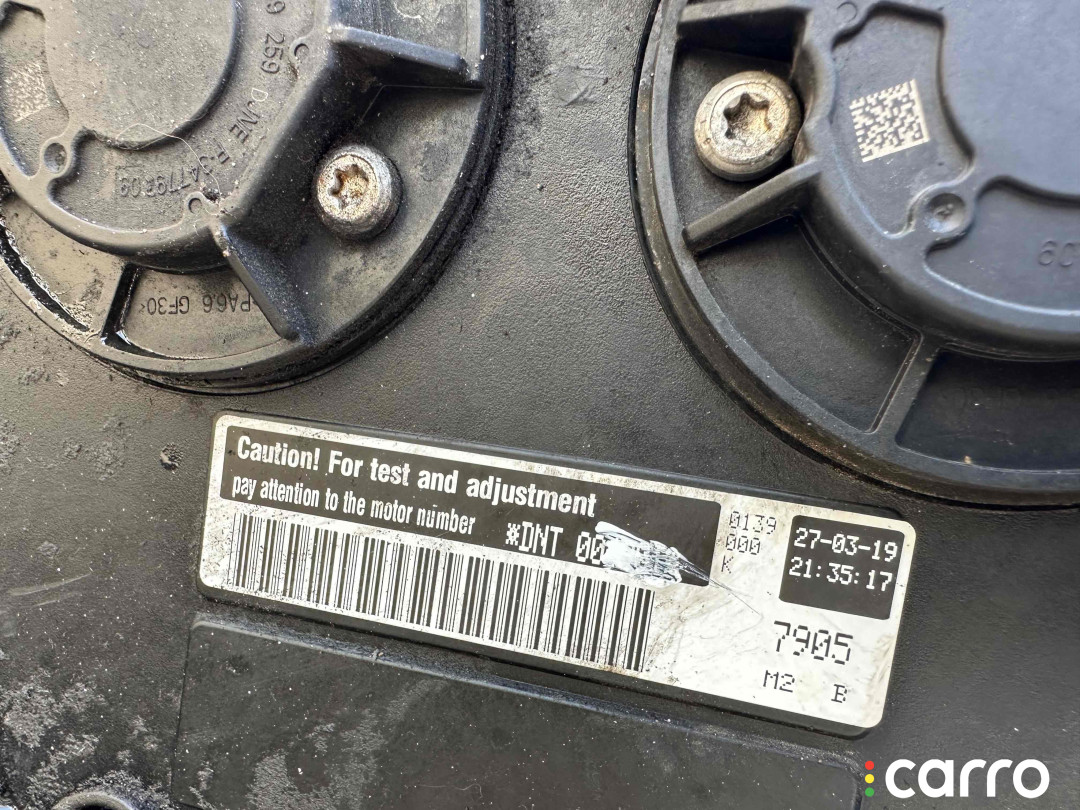 259 DJNE
>PA66 GF30<
Caution! For test and adjustment
pay attention to the motor number
*DNT 00
0139
000
K
27-03-19
21:35:17
7905
M2 B
carro